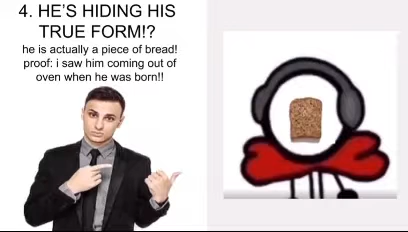 4. HE'S HIDING HIS
TRUE FORM!?
he is actually a piece of bread!
proof: i saw him coming out of
oven when he was born!!